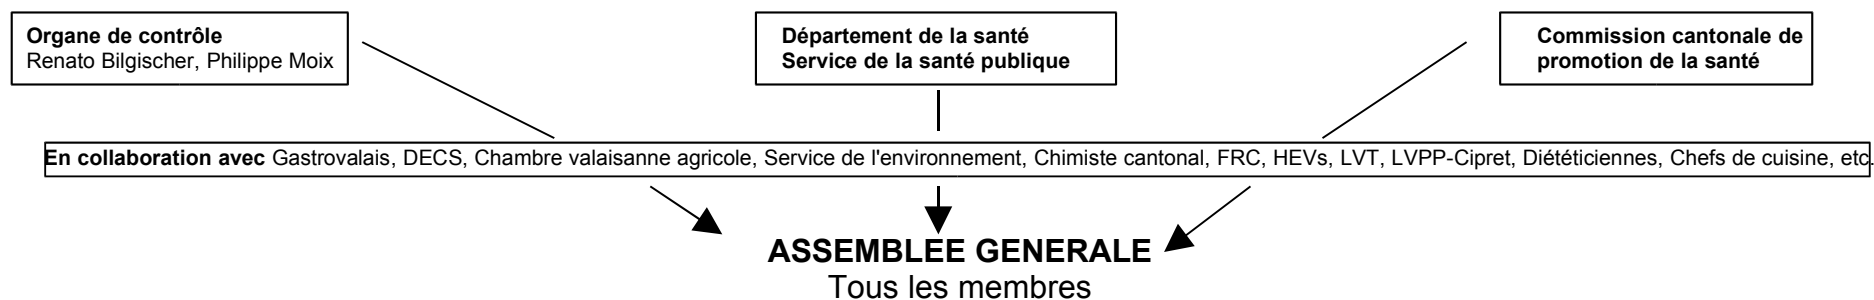 Organe de contrôle
Renato Bilgischer, Philippe Moix
Département de la santé
Service de la santé publique
Commission cantonale de
promotion de la santé
En collaboration avec Gastrovalais, DECS, Chambre valaisanne agricole, Service de l'environnement, Chimiste cantonal, FRC, HEVs, LVT, LVPP-Cipret, Diététiciennes, Chefs de cuisine, etc.
ASSEMBLEE GENERALE
Tous les membres